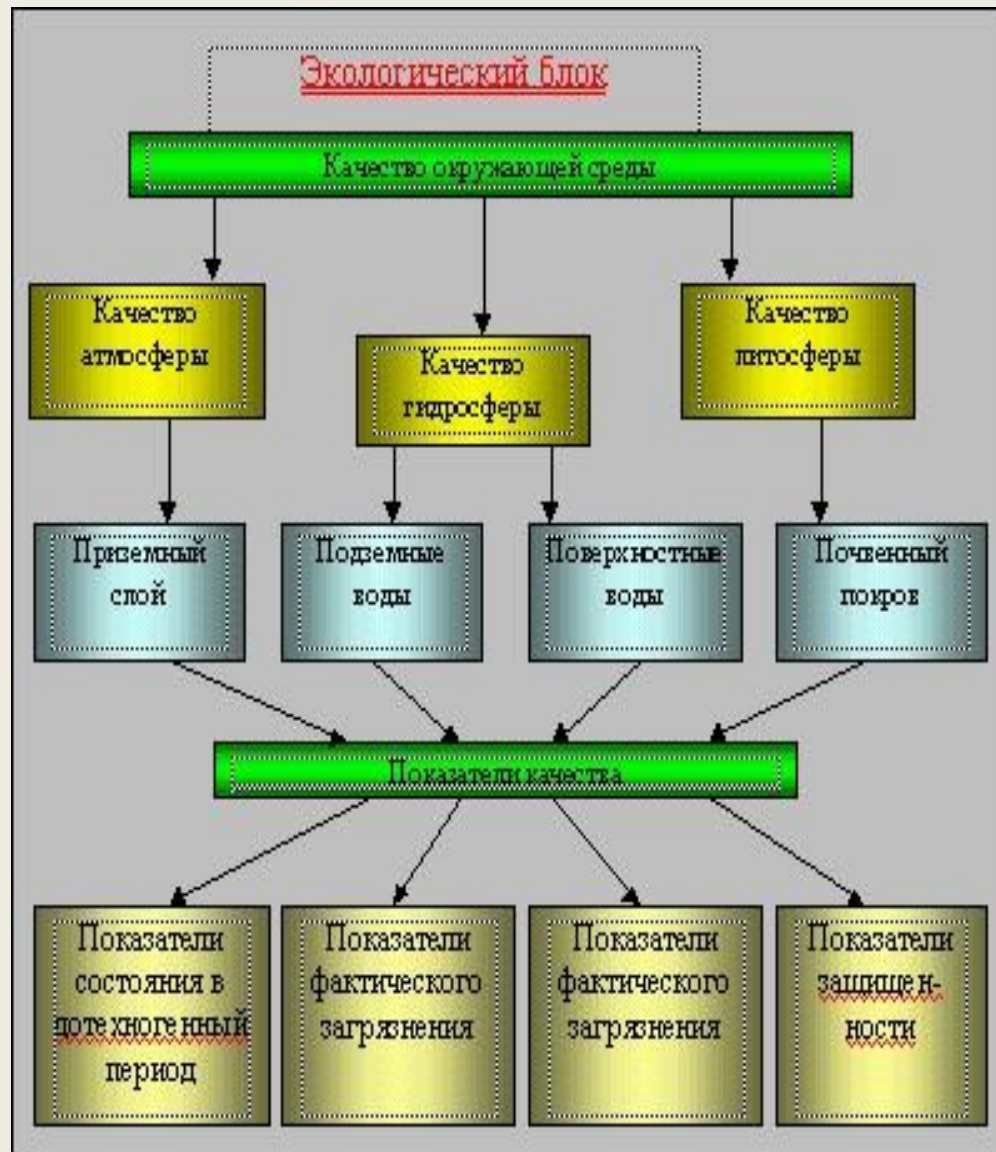 Экологический блок
Качество окружающей среды
Качество
атмосферы
Качество
гидросферы
Качество
литосферы
Приземный
слой
Подземные
воды
Поверхностные
воды
Почвенный
покров
Показатели качества
Показатели
состояния в
дотехногенный
период
Показатели
фактического
загрязнения
Показатели
фактического
загрязнения
Показатели
защищен-
ности